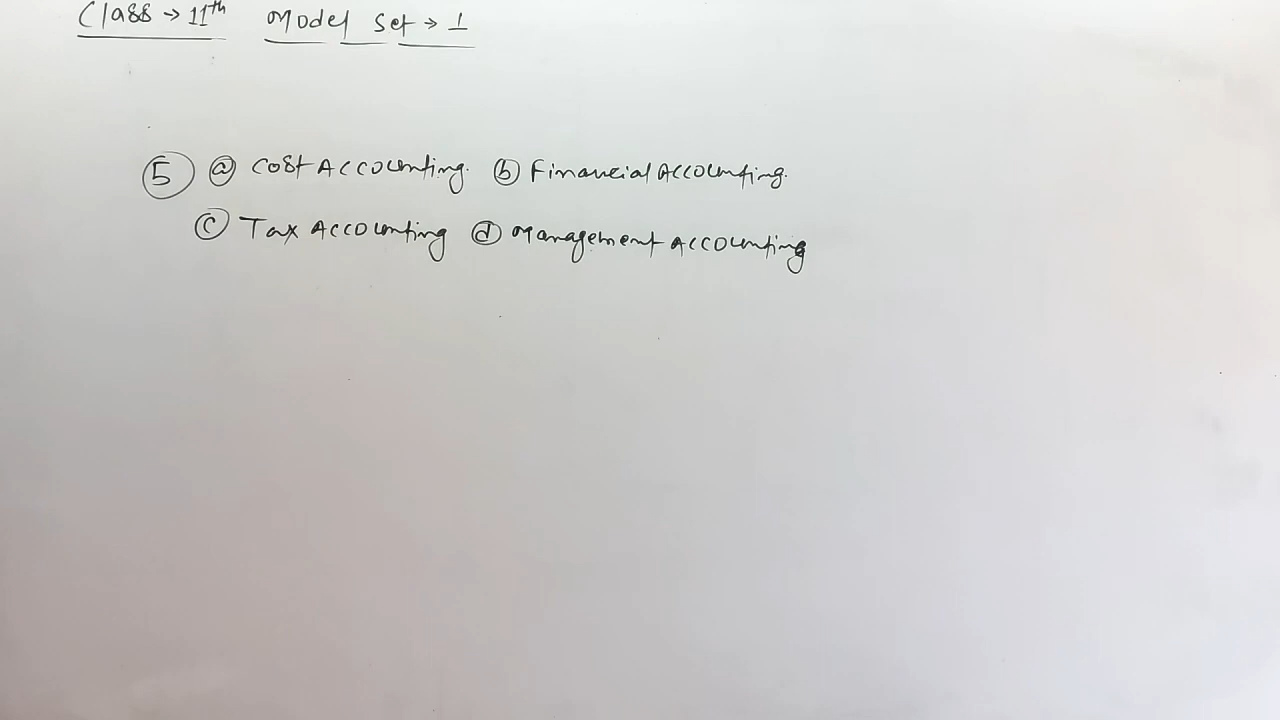 Class → 11th Model Set → 1
5 a Cost Accounting. b Financial Accounting.
c Tax Accounting d Management Accounting